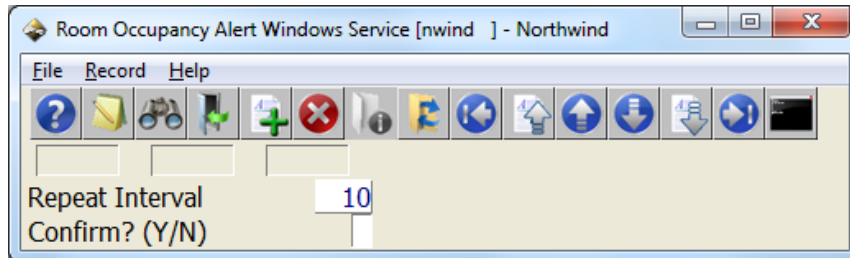 Room Occupancy Alert Windows Service [nwind   ] - Northwind
File Record Help
Repeat Interval 10
Confirm? (Y/N)